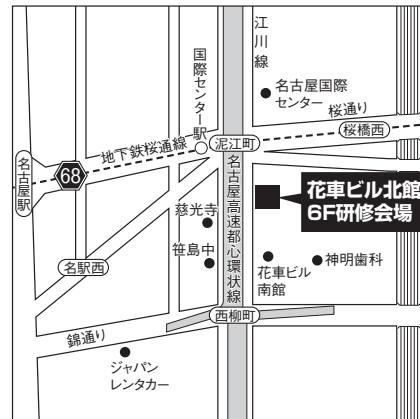 江川線
国際センター駅
名古屋国際
センター
桜通り
桜橋西
泥江町
地下鉄桜通線
68
名古屋駅
名古屋高速都心環状線
花車ビル北館
6F研修会場
慈光寺
笹島中
名駅西
花車ビル
南館
神明歯科
西柳町
錦通り
ジャパン
レンタカー